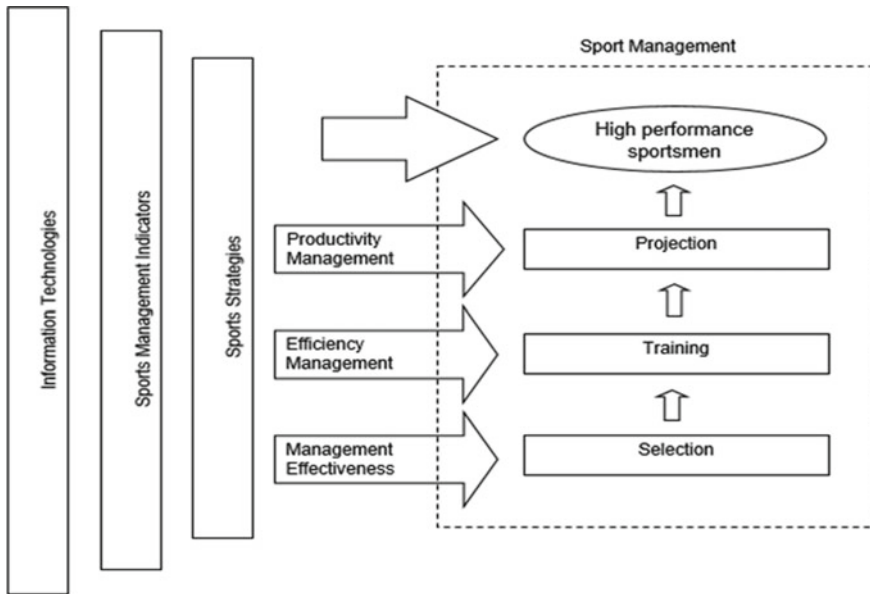 Information Technologies
Sports Management Indicators
Sports Strategies
Sport Management
High performance
sportsmen
Productivity
Management
Projection
Efficiency
Management
Training
Management
Effectiveness
Selection